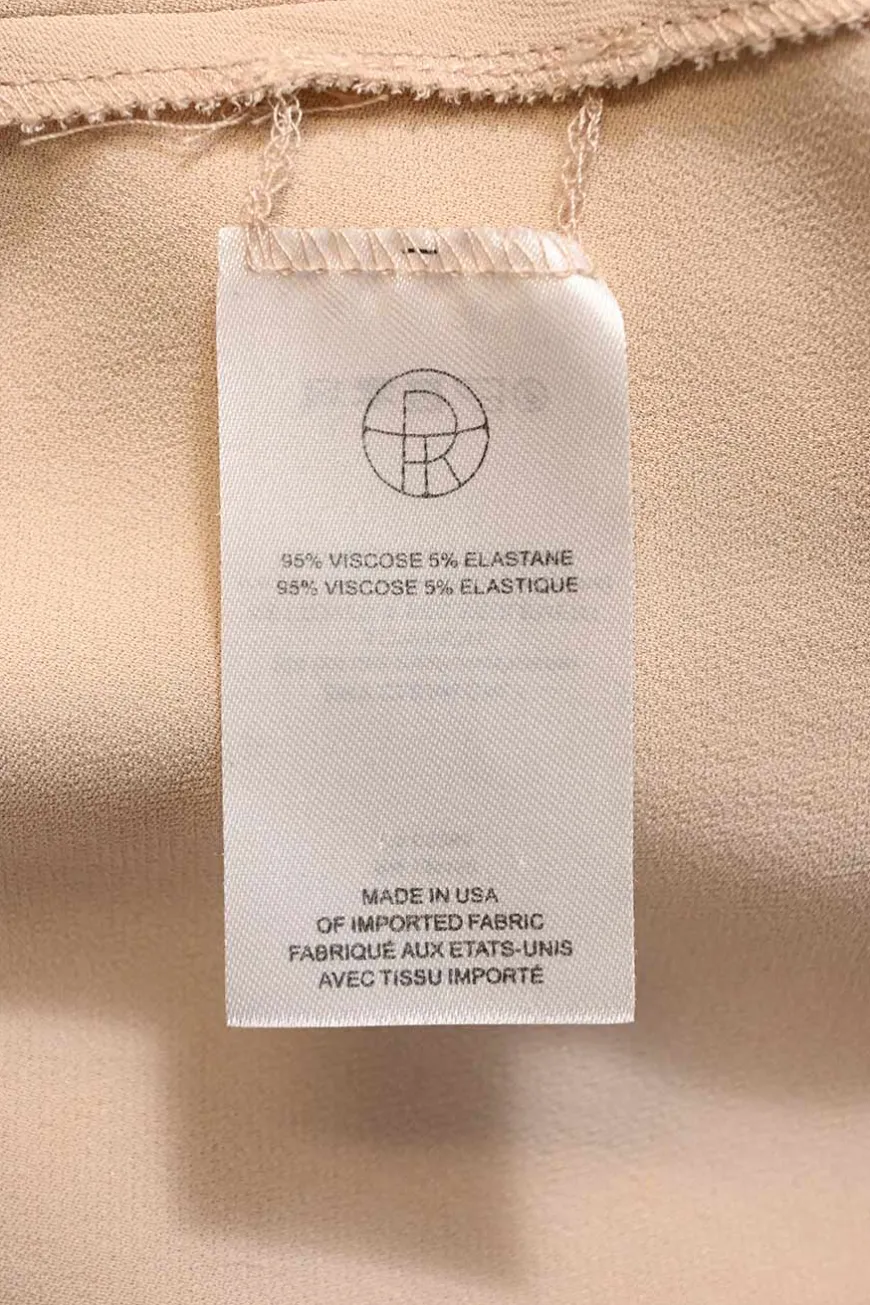 95% VISCOSE 5% ELASTANE
95% VISCOSE 5% ELASTIQUE
MADE IN USA
OF IMPORTED FABRIC
FABRIQUÉ AUX ETATS-UNIS
AVEC TISSU IMPORTÉ